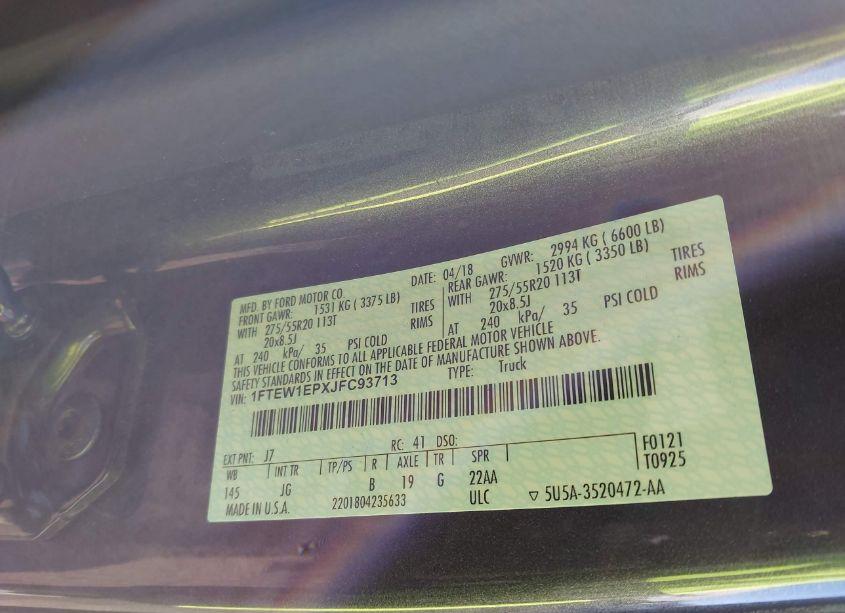 MFD. BY FORD MOTOR CO. DATE: 04/18 GVWR: 2994 KG ( 6600 LB)
FRONT GAWR: 1531 KG ( 3375 LB) REAR GAWR: 1520 KG ( 3350 LB)
WITH 275/55R20 113T TIRES WITH 275/55R20 113T TIRES
20x8.5J RIMS 20x8.5J RIMS
AT 240 kPa/ 35 PSI COLD AT 240 kPa/ 35 PSI COLD
THIS VEHICLE CONFORMS TO ALL APPLICABLE FEDERAL MOTOR VEHICLE
SAFETY STANDARDS IN EFFECT ON THE DATE OF MANUFACTURE SHOWN ABOVE.
VIN: 1FTEW1EPXJFC93713 TYPE: Truck
EXT PNT: J7 RC: 41 DSO: F0121
WB INT TR TP/PS R AXLE TR SPR T0925
145 JG B 19 G 22AA
MADE IN U.S.A. 2201804235633 ULC ▽ 5U5A-3520472-AA